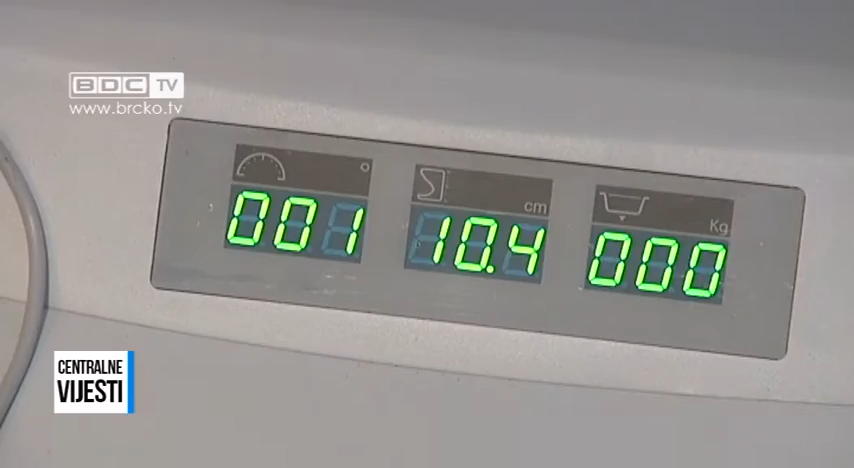 BDC TV
www.brcko.tv
°
001
cm
10.4
Kg
000
CENTRALNE
VIJESTI